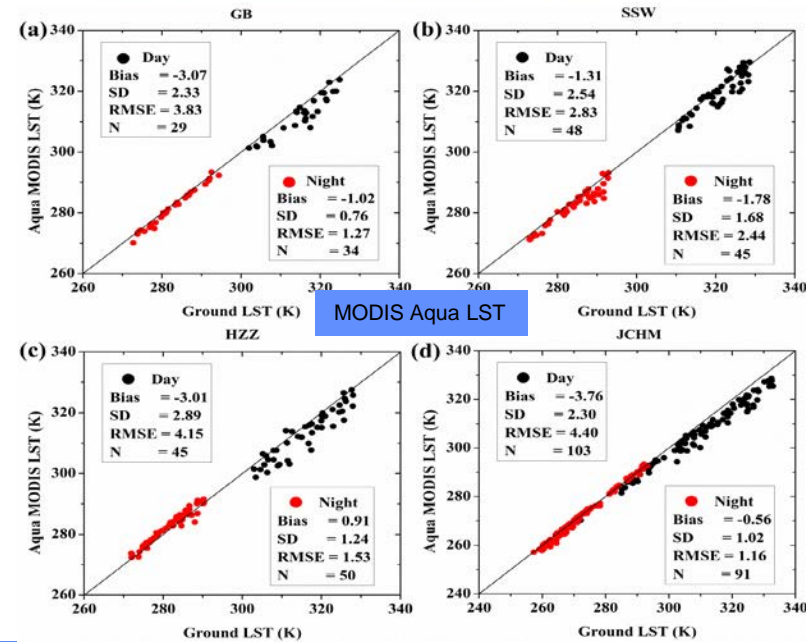 GB
(a)
340
320
300
280
260
Aqua MODIS LST (K)
Day
Bias = -3.07
SD = 2.33
RMSE = 3.83
N = 29
Night
Bias = -1.02
SD = 0.76
RMSE = 1.27
N = 34
260 280 300 320 340
Ground LST (K)
SSW
(b)
340
320
300
280
260
Aqua MODIS LST (K)
Day
Bias = -1.31
SD = 2.54
RMSE = 2.83
N = 48
Night
Bias = -1.78
SD = 1.68
RMSE = 2.44
N = 45
260 280 300 320 340
Ground LST (K)
MODIS Aqua LST
HZZ
(c)
340
320
300
280
260
Aqua MODIS LST (K)
Day
Bias = -3.01
SD = 2.89
RMSE = 4.15
N = 45
Night
Bias = 0.91
SD = 1.24
RMSE = 1.53
N = 50
260 280 300 320 340
Ground LST (K)
JCHM
(d)
340
320
300
280
260
240
Aqua MODIS LST (K)
Day
Bias = -3.76
SD = 2.30
RMSE = 4.40
N = 103
Night
Bias = -0.56
SD = 1.02
RMSE = 1.16
N = 91
240 260 280 300 320 340
Ground LST (K)